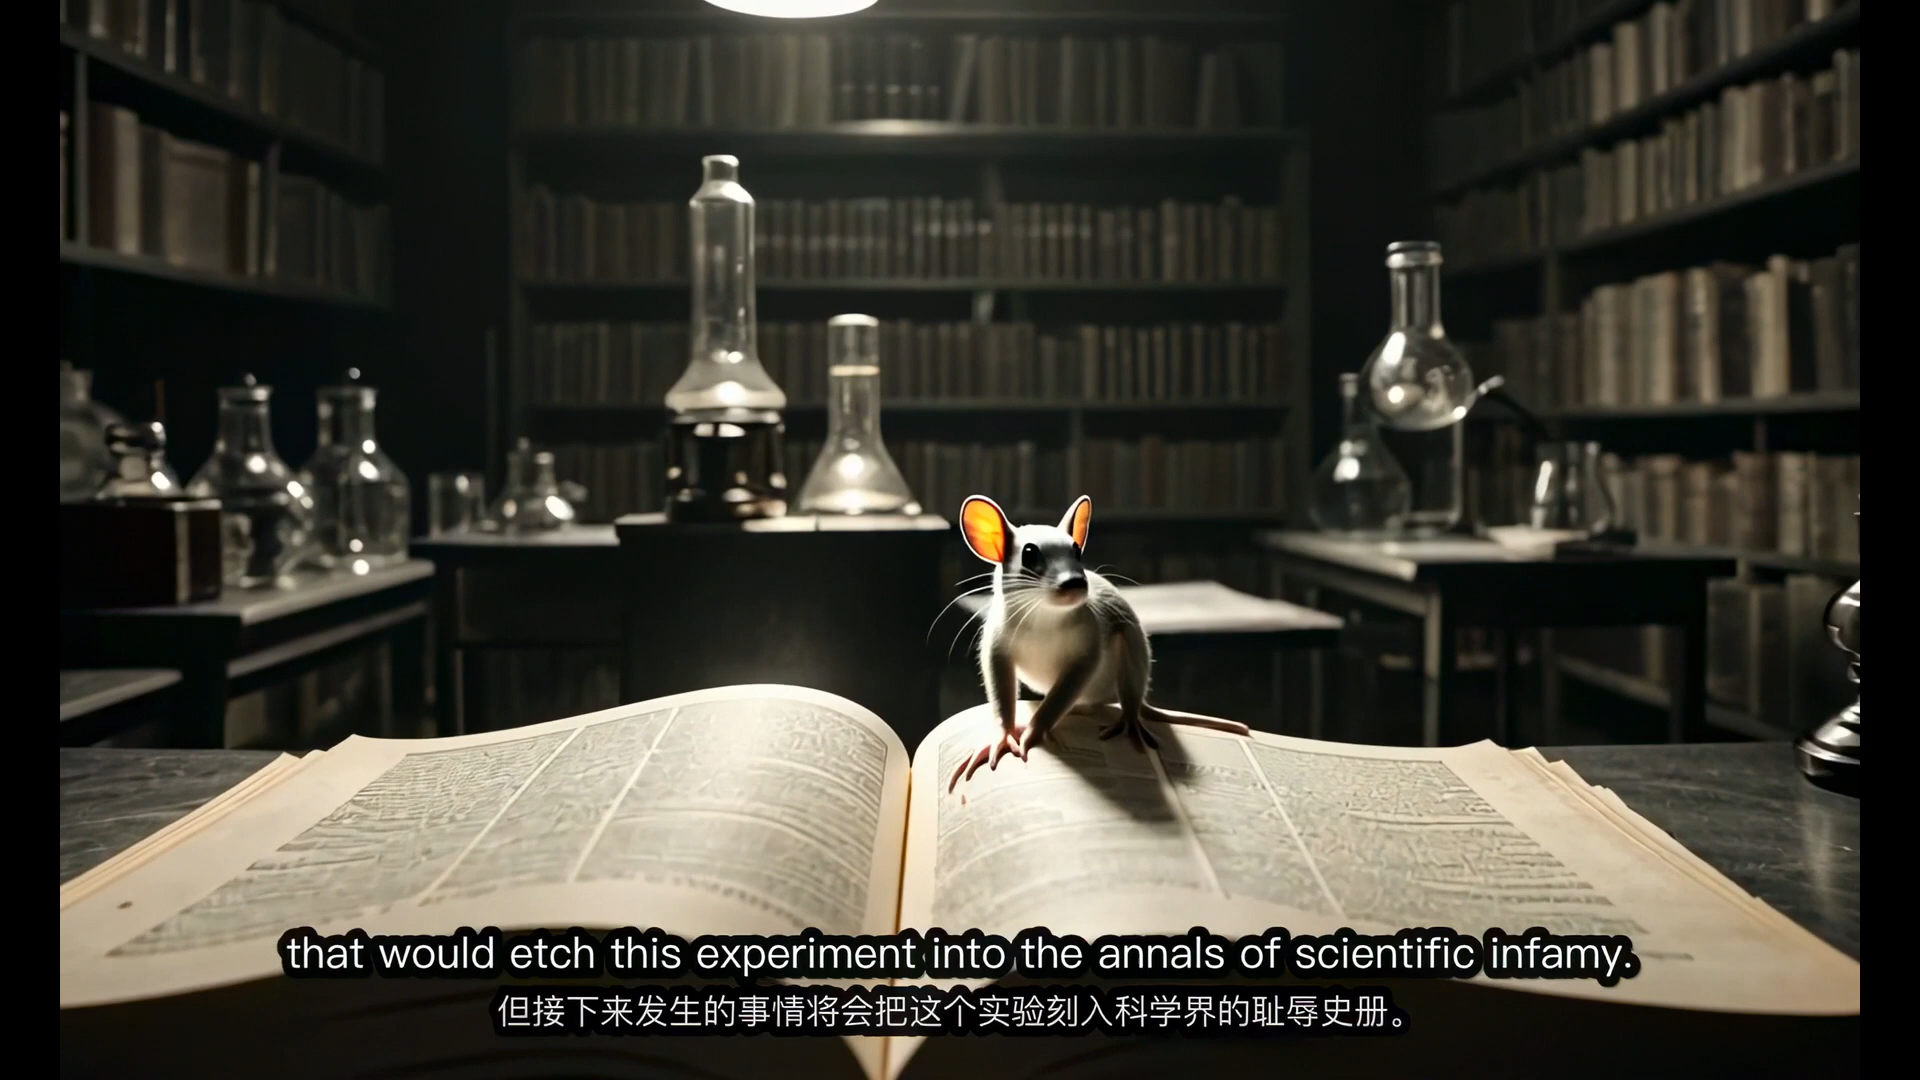 that would etch this experiment into the annals of scientific infamy.
但接下来发生的事情将会把这个实验刻入科学界的耻辱史册。